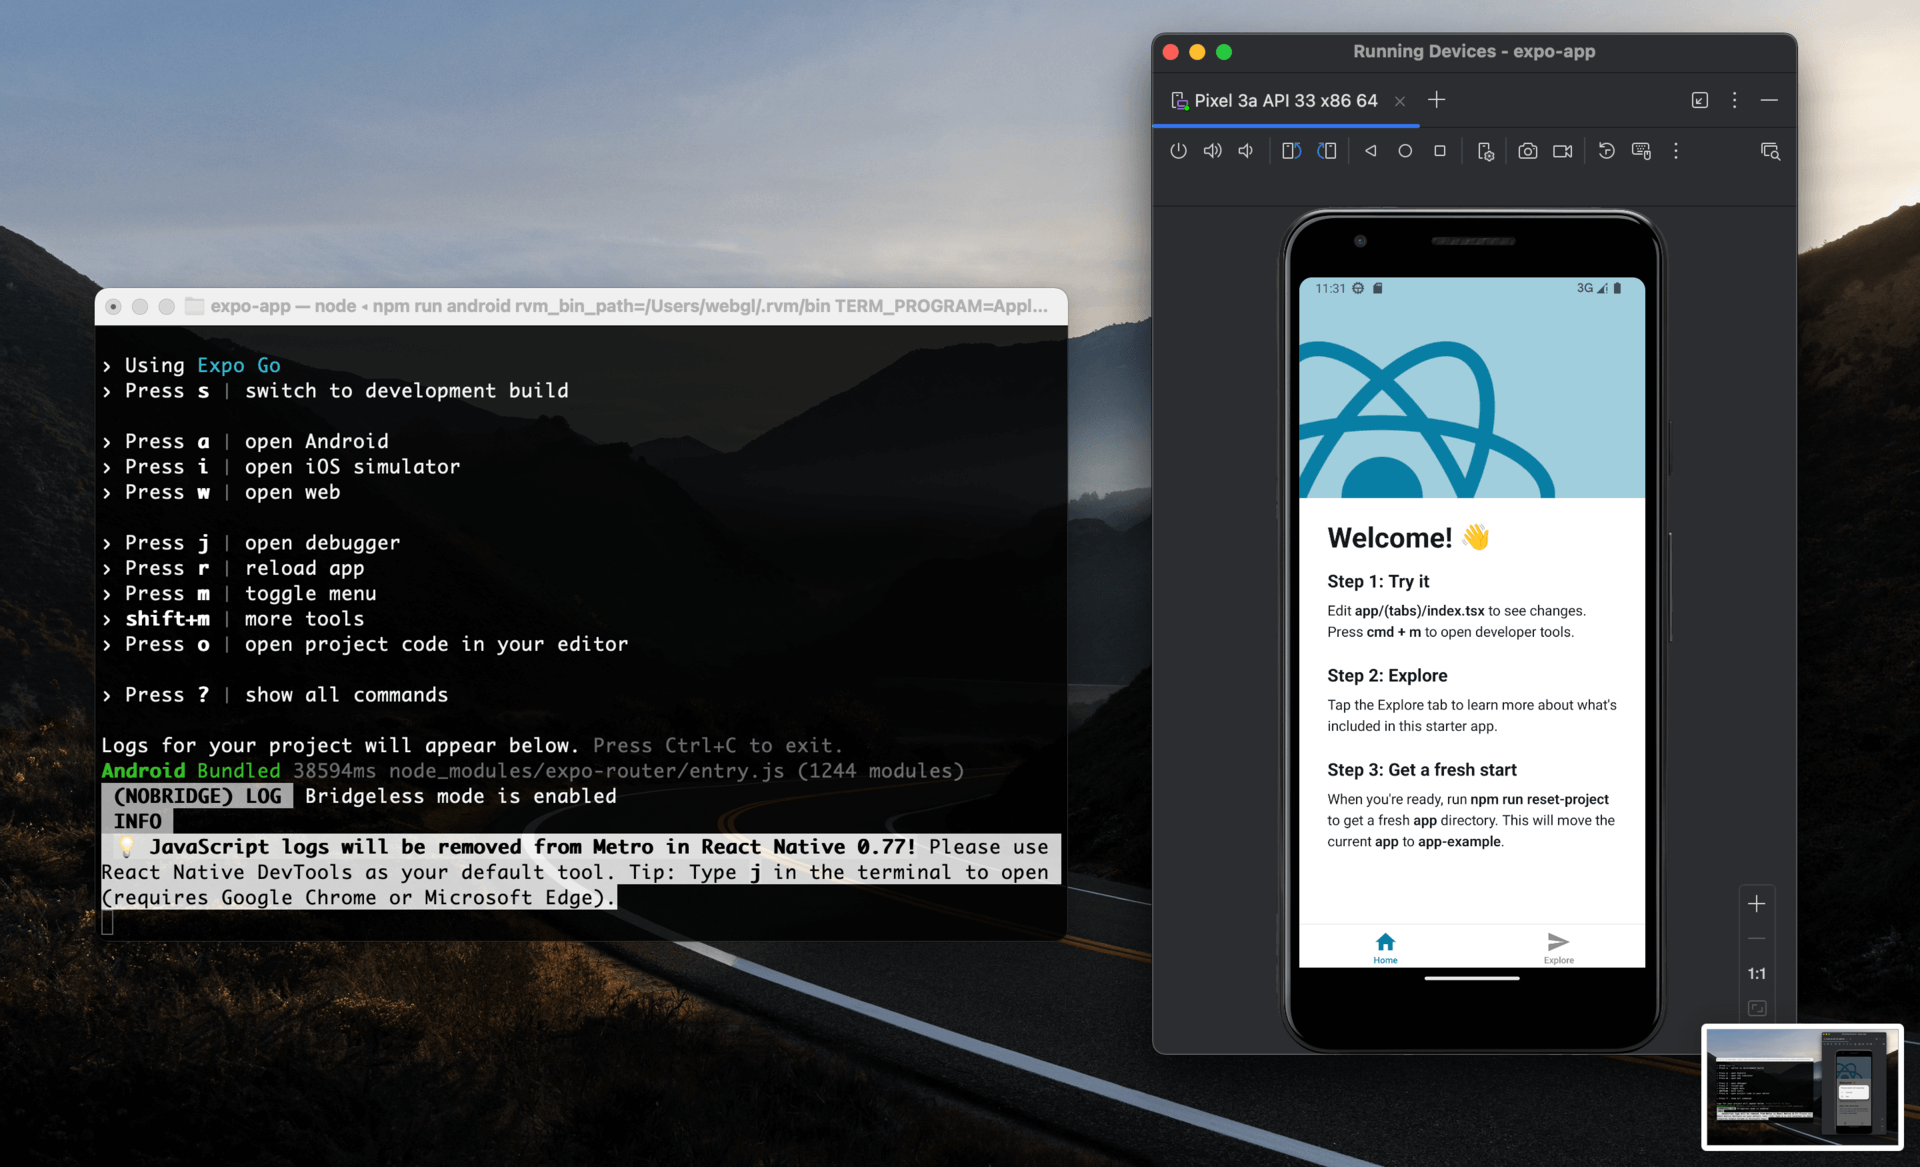 expo-app — node ◂ npm run android rvm_bin_path=/Users/webgl/.rvm/bin TERM_PROGRAM=Appl...
› Using Expo Go
› Press s | switch to development build
› Press a | open Android
› Press i | open iOS simulator
› Press w | open web
› Press j | open debugger
› Press r | reload app
› Press m | toggle menu
› shift+m | more tools
› Press o | open project code in your editor
› Press ? | show all commands
Logs for your project will appear below. Press Ctrl+C to exit.
Android Bundled 38594ms node_modules/expo-router/entry.js (1244 modules)
(NOBRIDGE) LOG Bridgeless mode is enabled
INFO
💡 JavaScript logs will be removed from Metro in React Native 0.77! Please use
React Native DevTools as your default tool. Tip: Type j in the terminal to open
(requires Google Chrome or Microsoft Edge).
Running Devices - expo-app
Pixel 3a API 33 x86 64
11:31
3G
Welcome! 👋
Step 1: Try it
Edit app/(tabs)/index.tsx to see changes.
Press cmd + m to open developer tools.
Step 2: Explore
Tap the Explore tab to learn more about what's
included in this starter app.
Step 3: Get a fresh start
When you're ready, run npm run reset-project
to get a fresh app directory. This will move the
current app to app-example.
Home
Explore
1:1